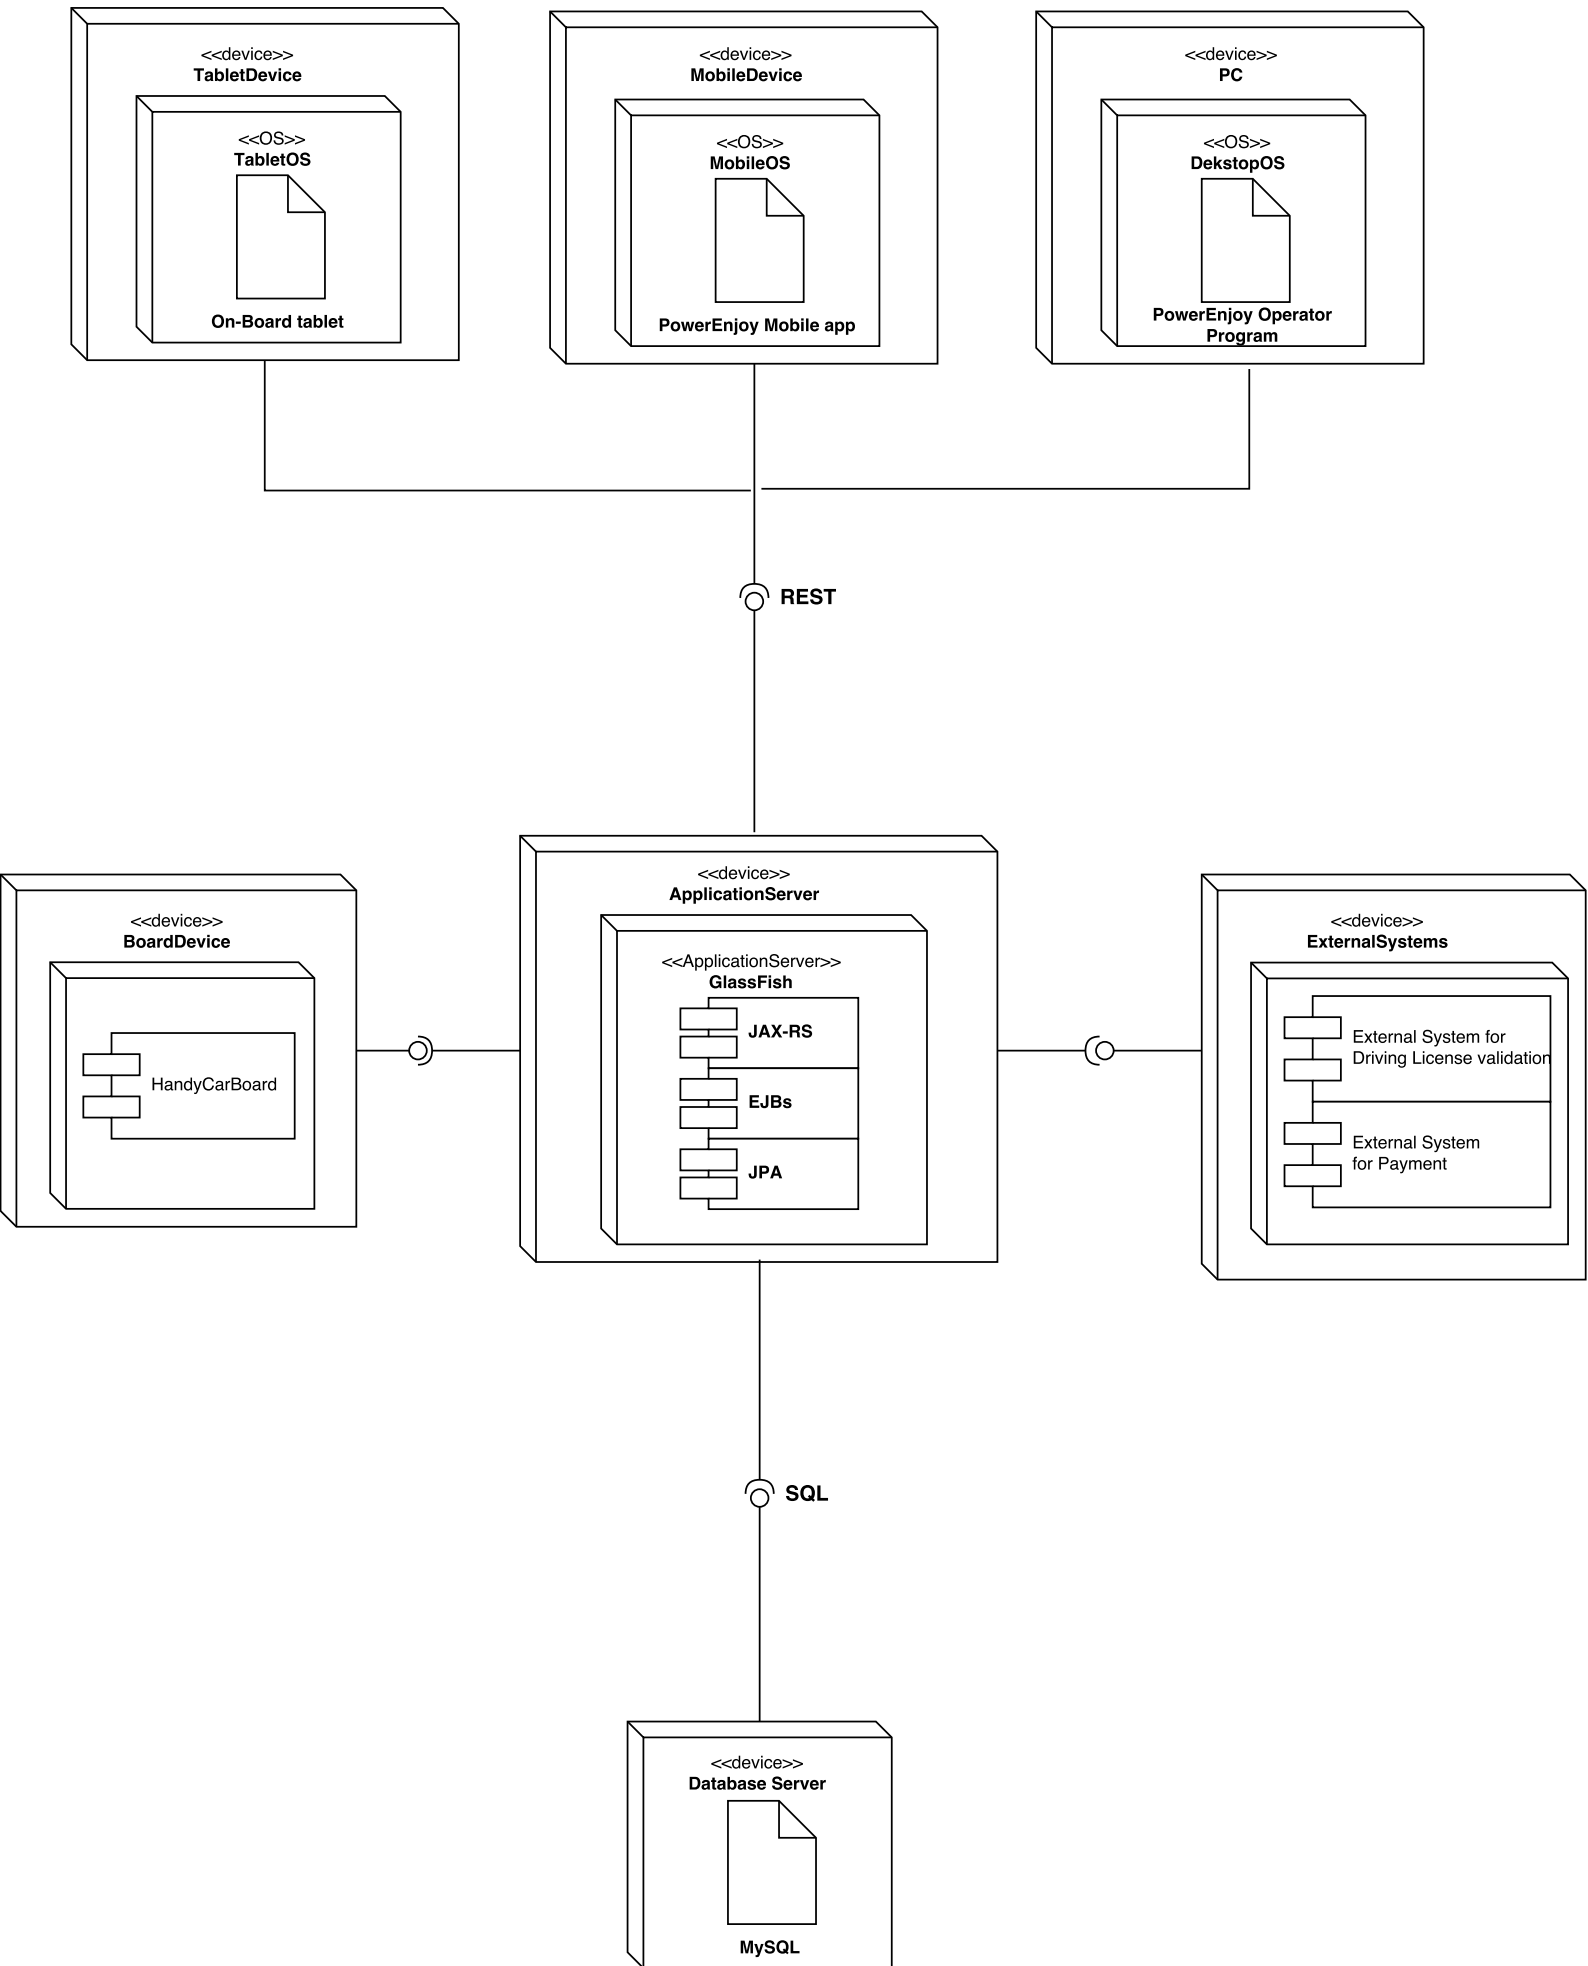 <<device>>
TabletDevice
<<OS>>
TabletOS
On-Board tablet
<<device>>
MobileDevice
<<OS>>
MobileOS
PowerEnjoy Mobile app
<<device>>
PC
<<OS>>
DekstopOS
PowerEnjoy Operator
Program
REST
<<device>>
BoardDevice
HandyCarBoard
<<device>>
ApplicationServer
<<ApplicationServer>>
GlassFish
JAX-RS
EJBs
JPA
<<device>>
ExternalSystems
External System for
Driving License validation
External System
for Payment
SQL
<<device>>
Database Server
MySQL